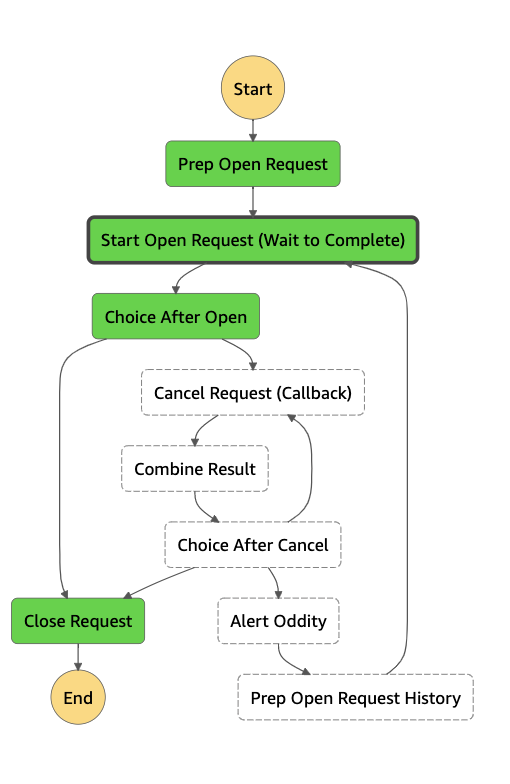 Start
Prep Open Request
Start Open Request (Wait to Complete)
Choice After Open
Cancel Request (Callback)
Combine Result
Choice After Cancel
Close Request
Alert Oddity
End
Prep Open Request History